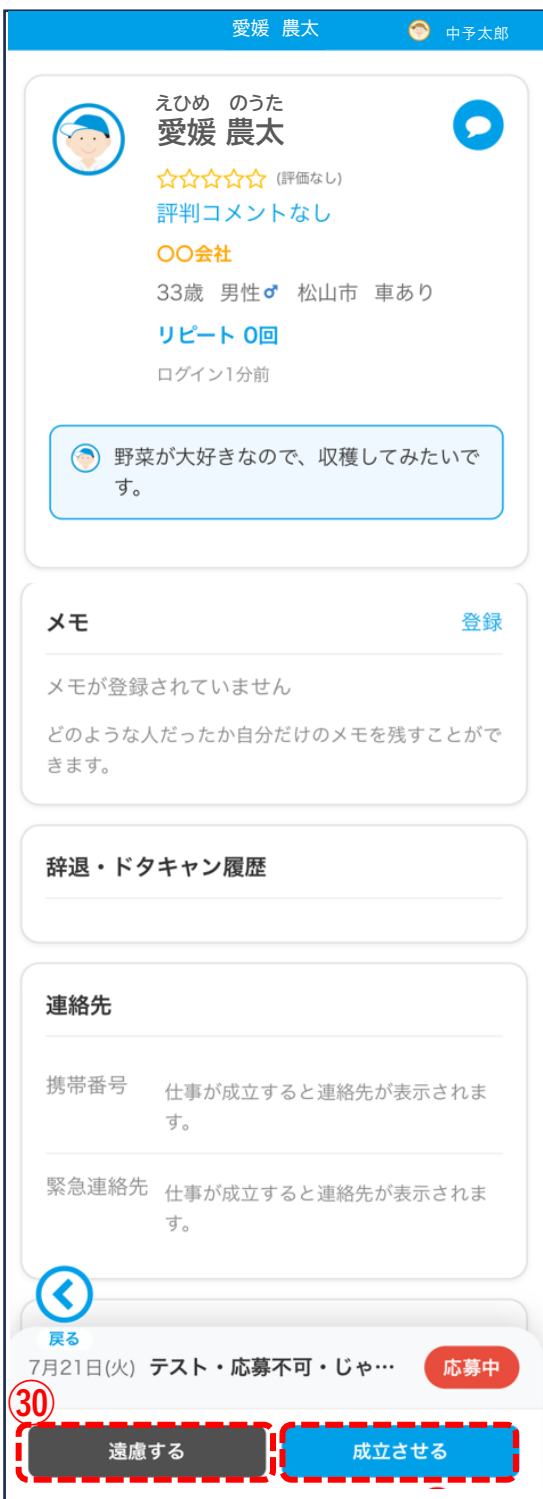 愛媛 農太
中予太郎
えひめ のうた
愛媛 農太
☆☆☆☆☆ (評価なし)
評判コメントなし
〇〇会社
33歳 男性♂ 松山市 車あり
リピート 0回
ログイン1分前
野菜が大好きなので、収穫してみたいで
す。
メモ 登録
メモが登録されていません
どのような人だったか自分だけのメモを残すことがで
きます。
辞退・ドタキャン履歴
連絡先
携帯番号 仕事が成立すると連絡先が表示されま
す。
緊急連絡先 仕事が成立すると連絡先が表示されま
す。
戻る
7月21日(火) テスト・応募不可・じゃ… 応募中
㉚
遠慮する 成立させる